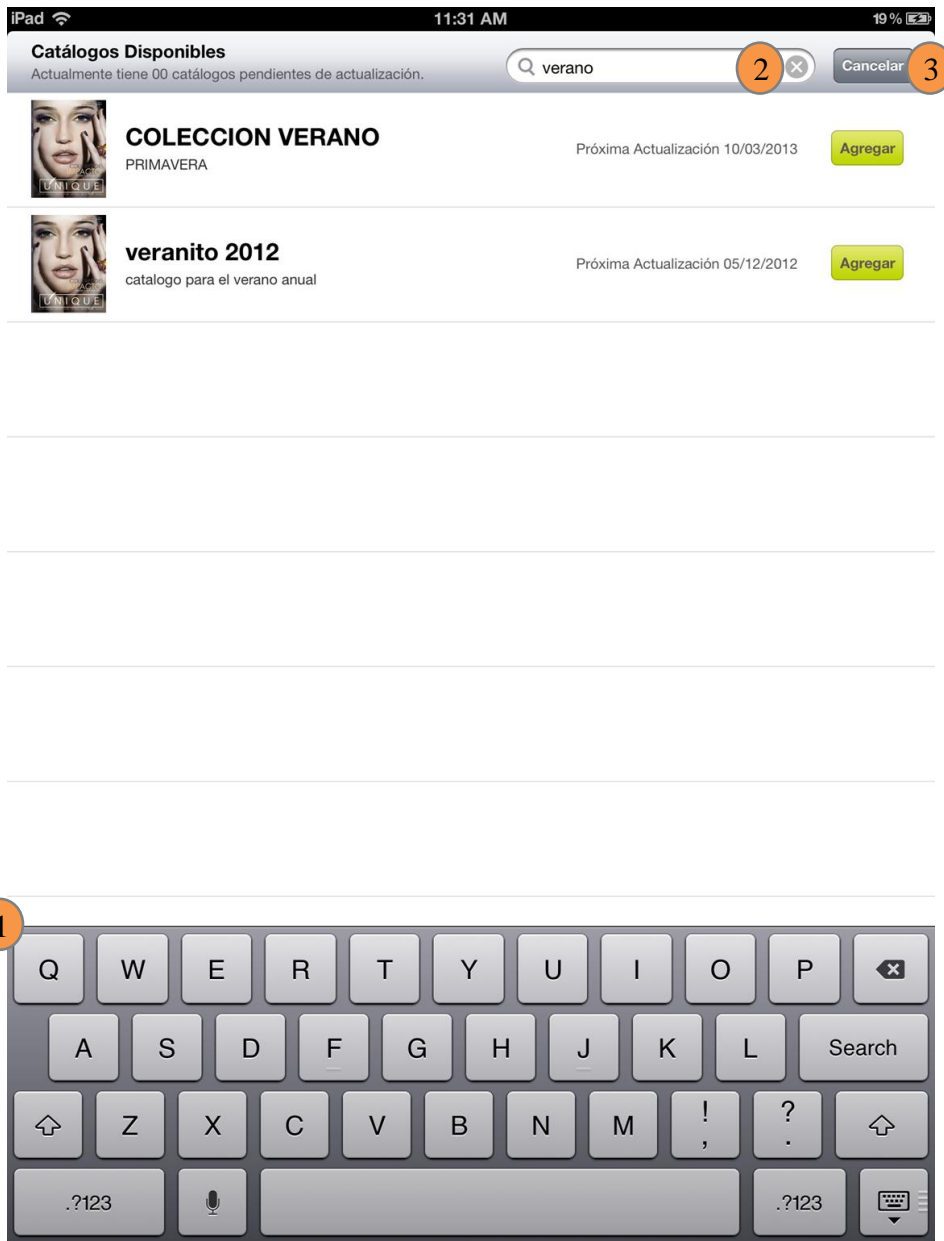 iPad 11:31 AM 19%
Catálogos Disponibles
Actualmente tiene 00 catálogos pendientes de actualización.
verano 2 Cancelar 3
COLECCION VERANO
PRIMAVERA
Próxima Actualización 10/03/2013 Agregar
UNIQUE
veranito 2012
catalogo para el verano anual
Próxima Actualización 05/12/2012 Agregar
UNIQUE
1
Q W E R T Y U I O P
A S D F G H J K L Search
Z X C V B N M ! , ? .
.?123 .?123